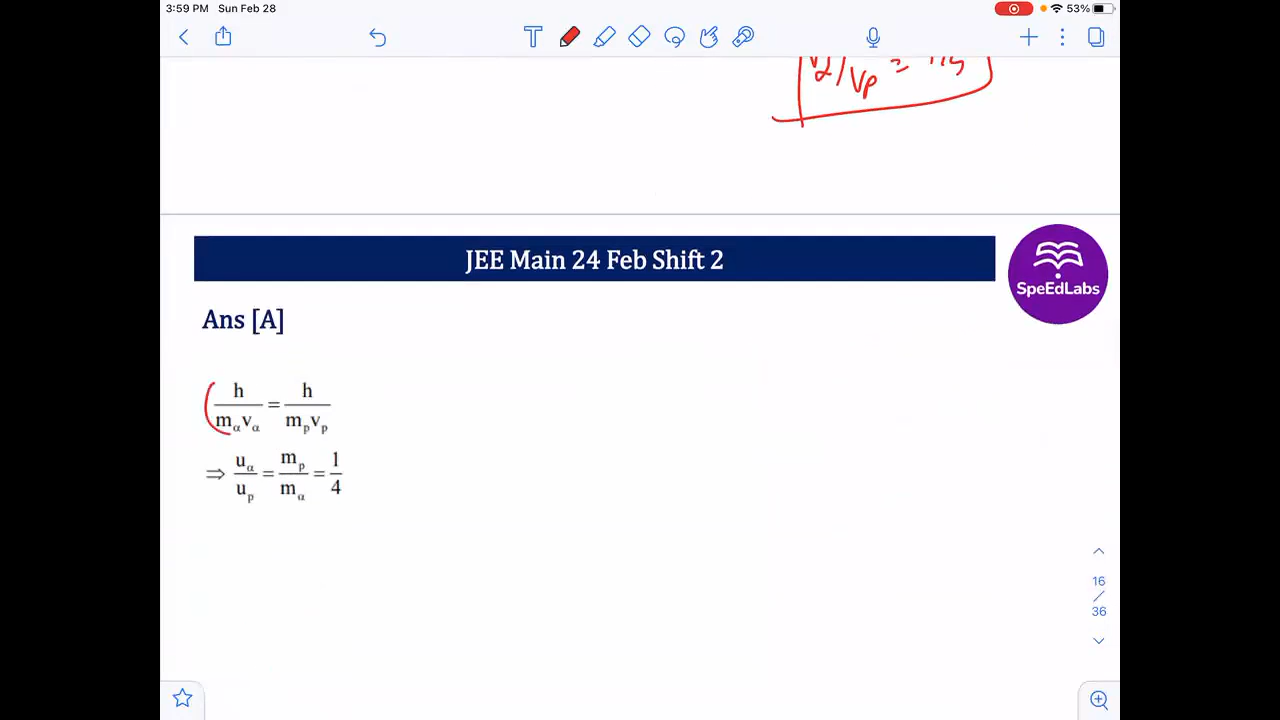 3:59 PM Sun Feb 28 53%
T
/ Vp =
JEE Main 24 Feb Shift 2
SpeEdLabs
Ans [A]
h/(mαvα) = h/(mpvp)
⇒ uα/up = mp/mα = 1/4
16
/
36